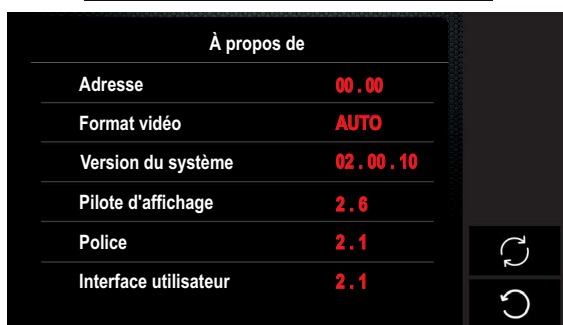 À propos de
Adresse 00.00
Format vidéo AUTO
Version du système 02.00.10
Pilote d'affichage 2.6
Police 2.1
Interface utilisateur 2.1